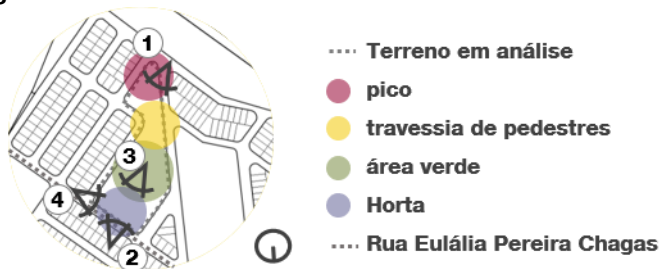 1
3
4
2
Terreno em análise
pico
travessia de pedestres
área verde
Horta
Rua Eulália Pereira Chagas